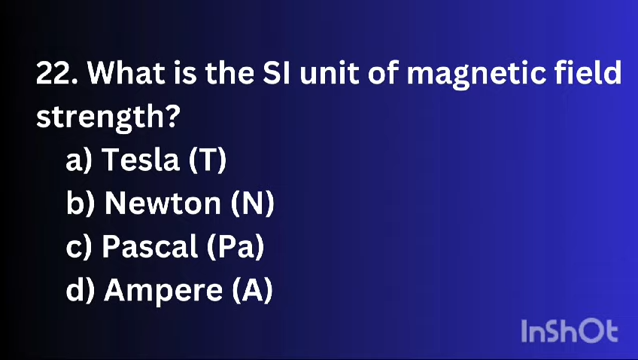 22. What is the SI unit of magnetic field
strength?
a) Tesla (T)
b) Newton (N)
c) Pascal (Pa)
d) Ampere (A)
InShOt